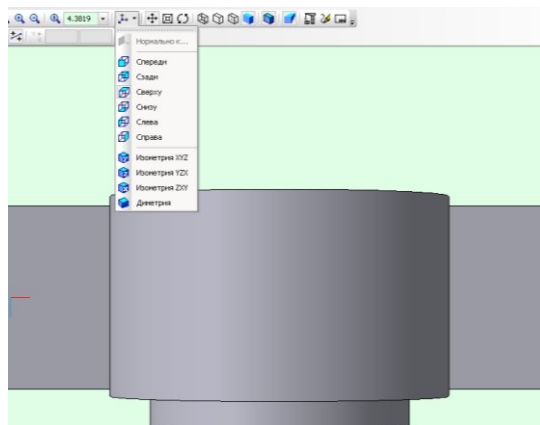 4.3819
Нормально к...
Спереди
Сзади
Сверху
Снизу
Слева
Справа
Изометрия XYZ
Изометрия YZX
Изометрия ZXY
Диметрия